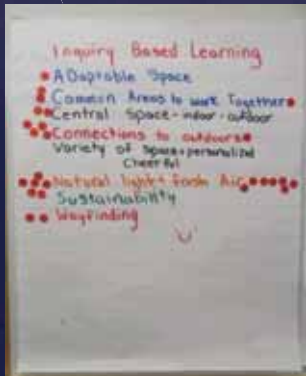 Inquiry Based Learning
ADaptable Space
Common Areas to work Together
Central Space - indoor - outdoor
Connections to outdoors
Variety of Space + personalized
Cheerful
Natural light + fresh Air
Sustainability
Wayfinding